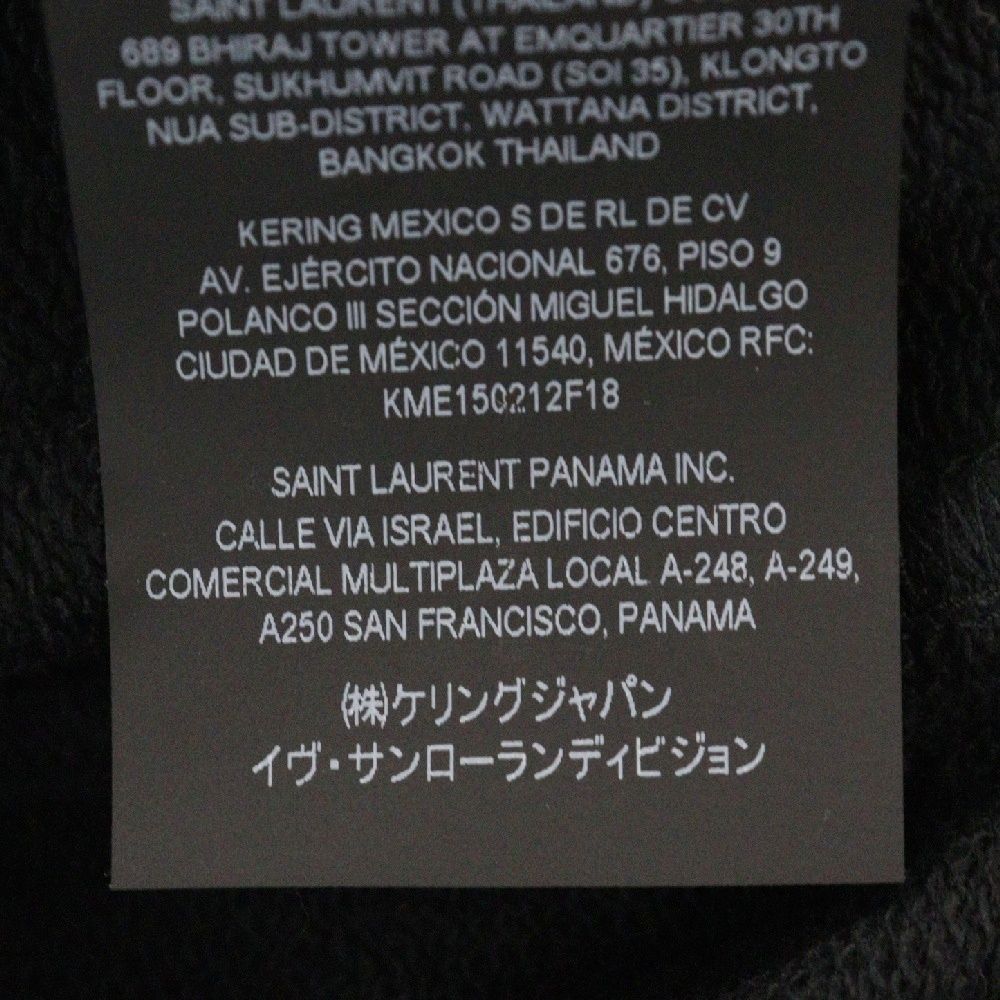 SAINT LAURENT (THAILAND)
689 BHIRAJ TOWER AT EMQUARTIER 30TH
FLOOR, SUKHUMVIT ROAD (SOI 35), KLONGTO
NUA SUB-DISTRICT, WATTANA DISTRICT,
BANGKOK THAILAND
KERING MEXICO S DE RL DE CV
AV. EJÉRCITO NACIONAL 676, PISO 9
POLANCO III SECCIÓN MIGUEL HIDALGO
CIUDAD DE MÉXICO 11540, MÉXICO RFC:
KME150212F18
SAINT LAURENT PANAMA INC.
CALLE VIA ISRAEL, EDIFICIO CENTRO
COMERCIAL MULTIPLAZA LOCAL A-248, A-249,
A250 SAN FRANCISCO, PANAMA
(株)ケリングジャパン
イヴ・サンローランディビジョン